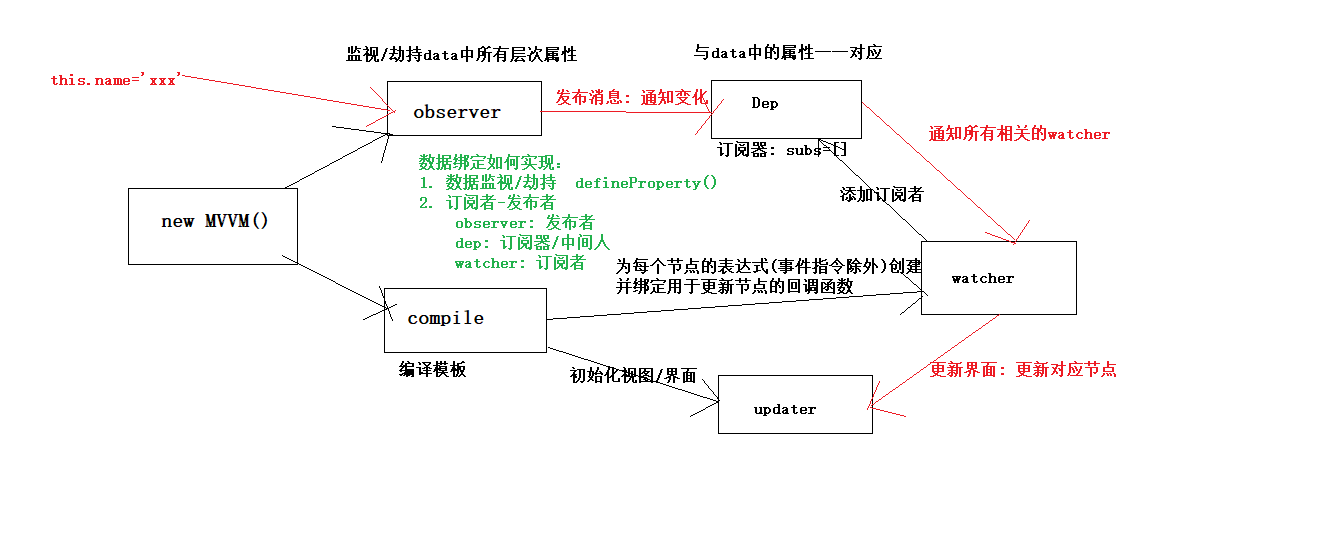 监视/劫持data中所有层次属性
与data中的属性一一对应
this.name='xxx'
observer
发布消息: 通知变化
Dep
通知所有相关的watcher
订阅器: subs=[]
数据绑定如何实现:
1. 数据监视/劫持 defineProperty()
2. 订阅者-发布者
observer: 发布者
dep: 订阅器/中间人
watcher: 订阅者
添加订阅者
new MVVM()
为每个节点的表达式(事件指令除外)创建
并绑定用于更新节点的回调函数
watcher
compile
编译模板
初始化视图/界面
更新界面: 更新对应节点
updater